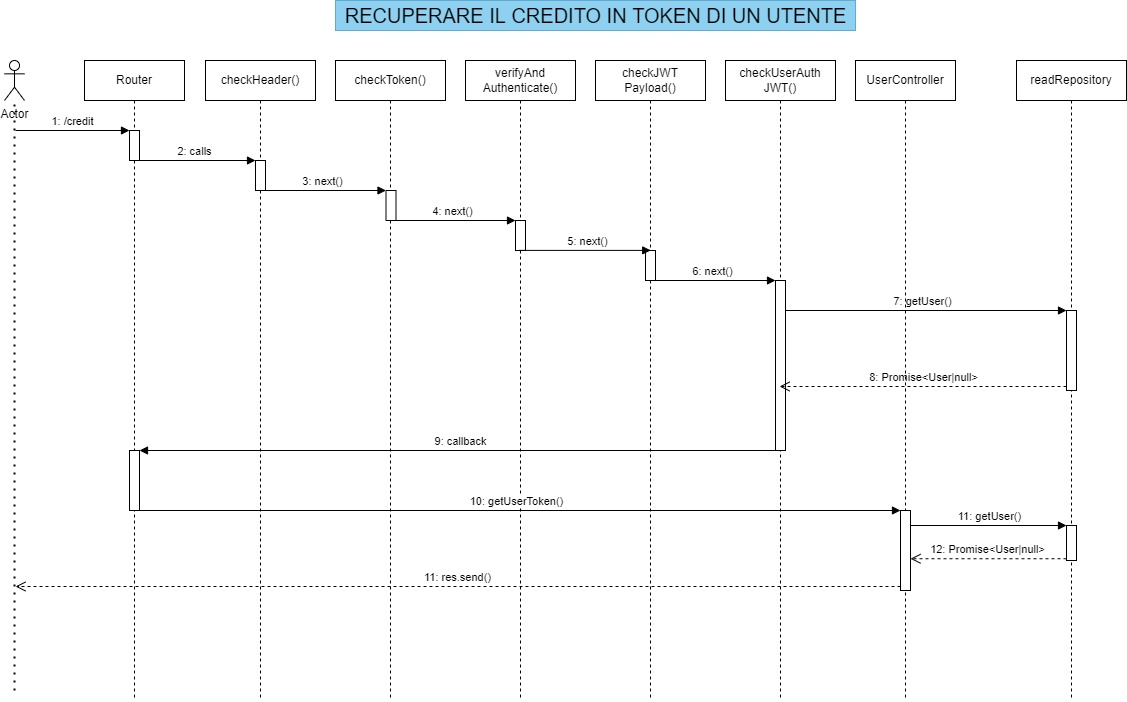 RECUPERARE IL CREDITO IN TOKEN DI UN UTENTE
Actor
Router
checkHeader()
checkToken()
verifyAnd
Authenticate()
checkJWT
Payload()
checkUserAuth
JWT()
UserController
readRepository
1: /credit
2: calls
3: next()
4: next()
5: next()
6: next()
7: getUser()
8: Promise<User|null>
9: callback
10: getUserToken()
11: getUser()
12: Promise<User|null>
11: res.send()